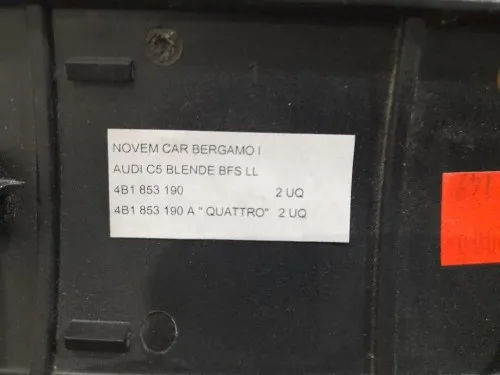 NOVEM CAR BERGAMO I
AUDI C5 BLENDE BFS LL
4B1 853 190 2 UQ
4B1 853 190 A " QUATTRO" 2 UQ